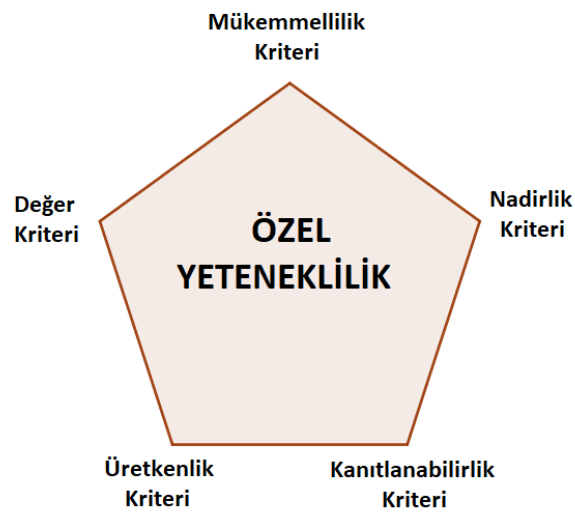 Mükemmellilik
Kriteri
Değer
Kriteri
Nadirlik
Kriteri
ÖZEL
YETENEKLİLİK
Üretkenlik
Kriteri
Kanıtlanabilirlik
Kriteri